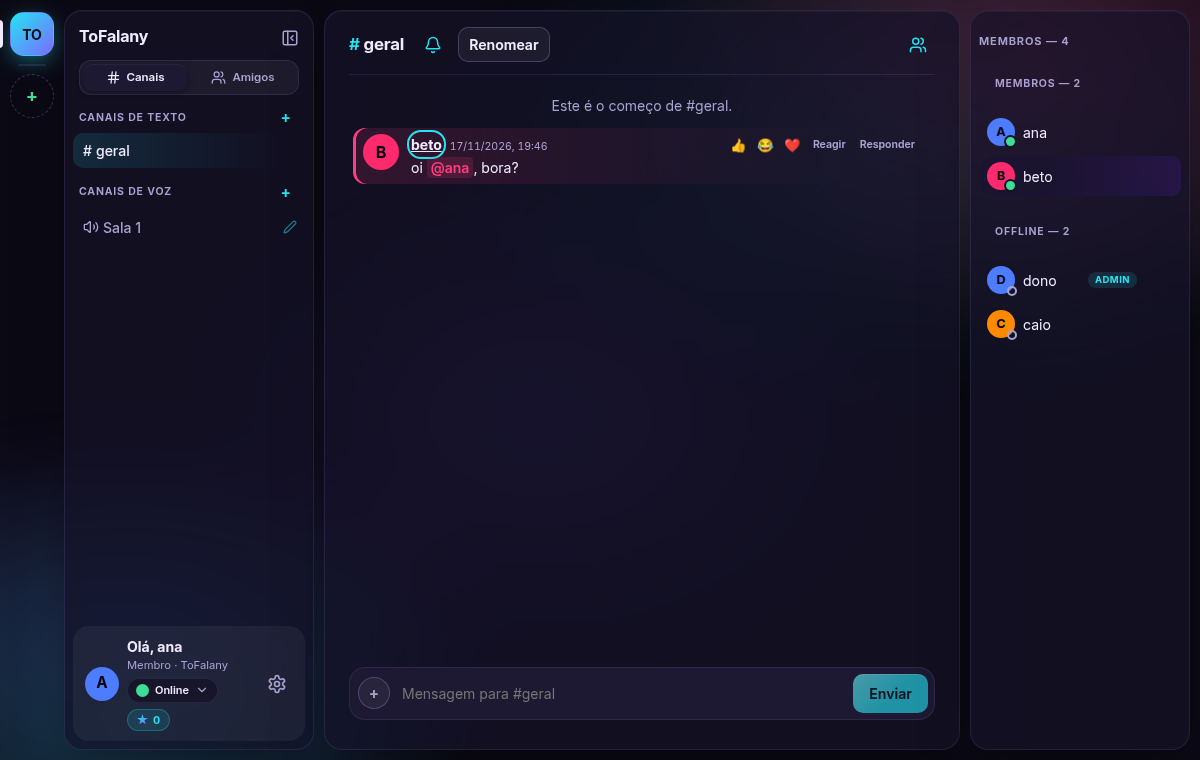 TO
+
ToFalany
Canais
Amigos
CANAIS DE TEXTO +
# geral
CANAIS DE VOZ +
Sala 1
A
Olá, ana
Membro · ToFalany
Online
★ 0
# geral
Renomear
Este é o começo de #geral.
B
beto 17/11/2026, 19:46
👍 😂 ❤️ Reagir Responder
oi @ana, bora?
+ Mensagem para #geral
Enviar
MEMBROS — 4
MEMBROS — 2
A ana
B beto
OFFLINE — 2
D dono ADMIN
C caio